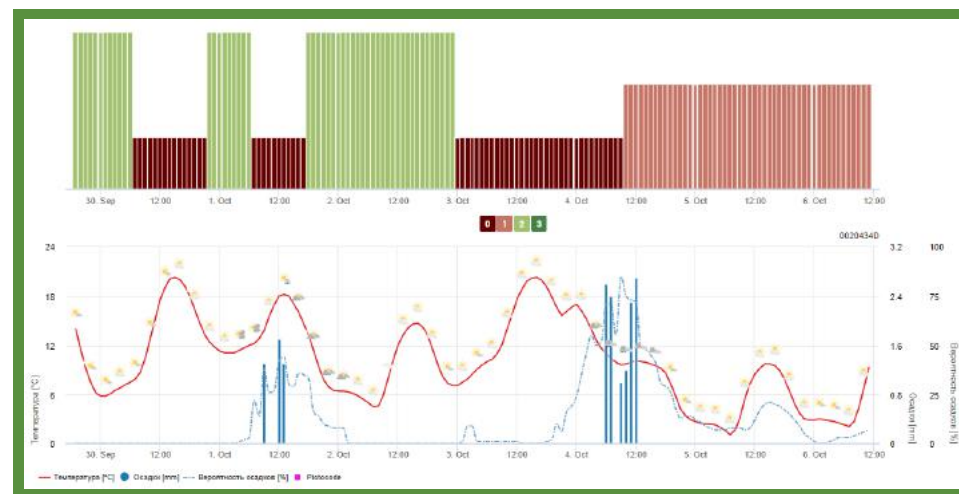 30. Sep 12:00 1. Oct 12:00 2. Oct 12:00 3. Oct 12:00 4. Oct 12:00 5. Oct 12:00 6. Oct 12:00
0 1 2 3
0020434D
24 3.2 100
18 2.4 75
12 1.6 50
6 0.8 25
0 0 0
Температура [°C]
Осадки [mm]
Вероятность осадков [%]
30. Sep 12:00 1. Oct 12:00 2. Oct 12:00 3. Oct 12:00 4. Oct 12:00 5. Oct 12:00 6. Oct 12:00
Температура [°C] Осадки [mm] Вероятность осадков [%] Pictocode